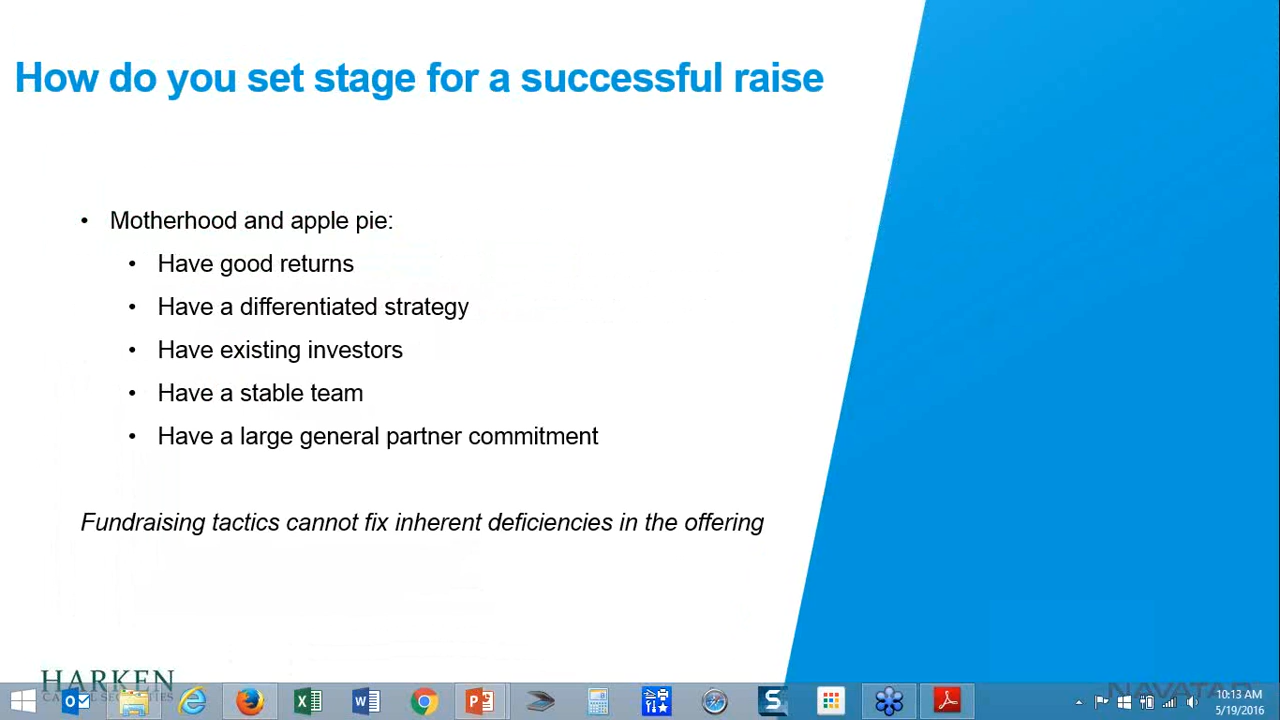 How do you set stage for a successful raise
• Motherhood and apple pie:
• Have good returns
• Have a differentiated strategy
• Have existing investors
• Have a stable team
• Have a large general partner commitment
Fundraising tactics cannot fix inherent deficiencies in the offering
HARKEN
NAVATAR
10:13 AM
5/19/2016